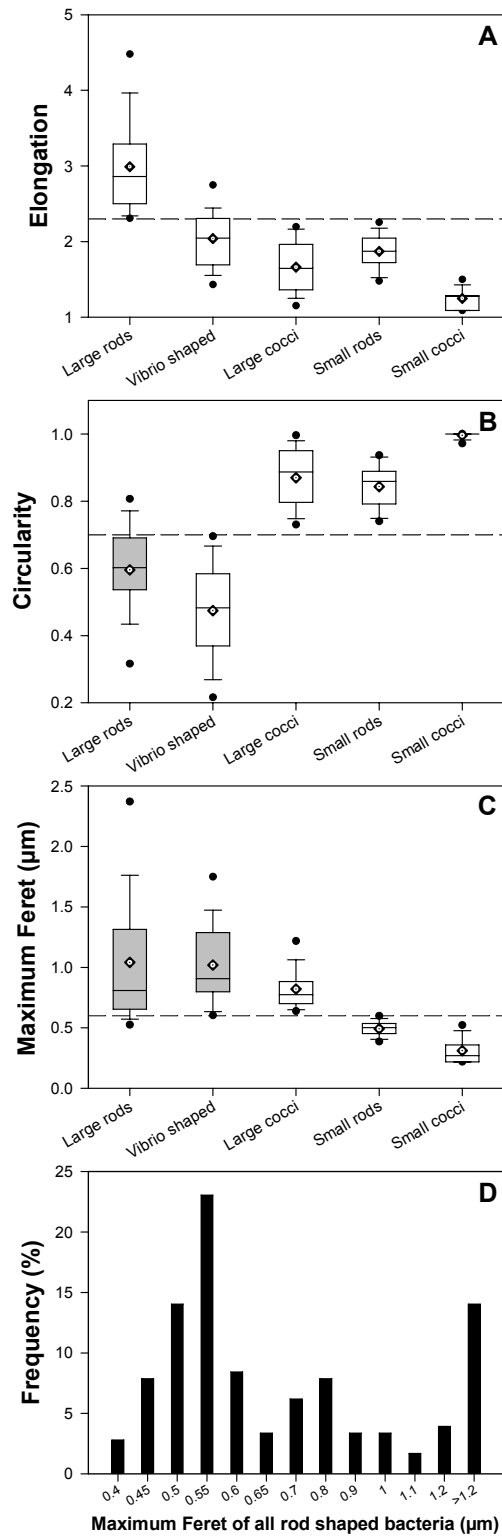 A
Elongation
5
4
3
2
1
Large rods
Vibrio shaped
Large cocci
Small rods
Small cocci
B
Circularity
1.0
0.8
0.6
0.4
0.2
Large rods
Vibrio shaped
Large cocci
Small rods
Small cocci
C
Maximum Feret (µm)
2.5
2.0
1.5
1.0
0.5
0.0
Large rods
Vibrio shaped
Large cocci
Small rods
Small cocci
D
Frequency (%)
25
20
15
10
5
0
0.4 0.45 0.5 0.55 0.6 0.65 0.7 0.8 0.9 1 1.1 1.2 >1.2
Maximum Feret of all rod shaped bacteria (µm)